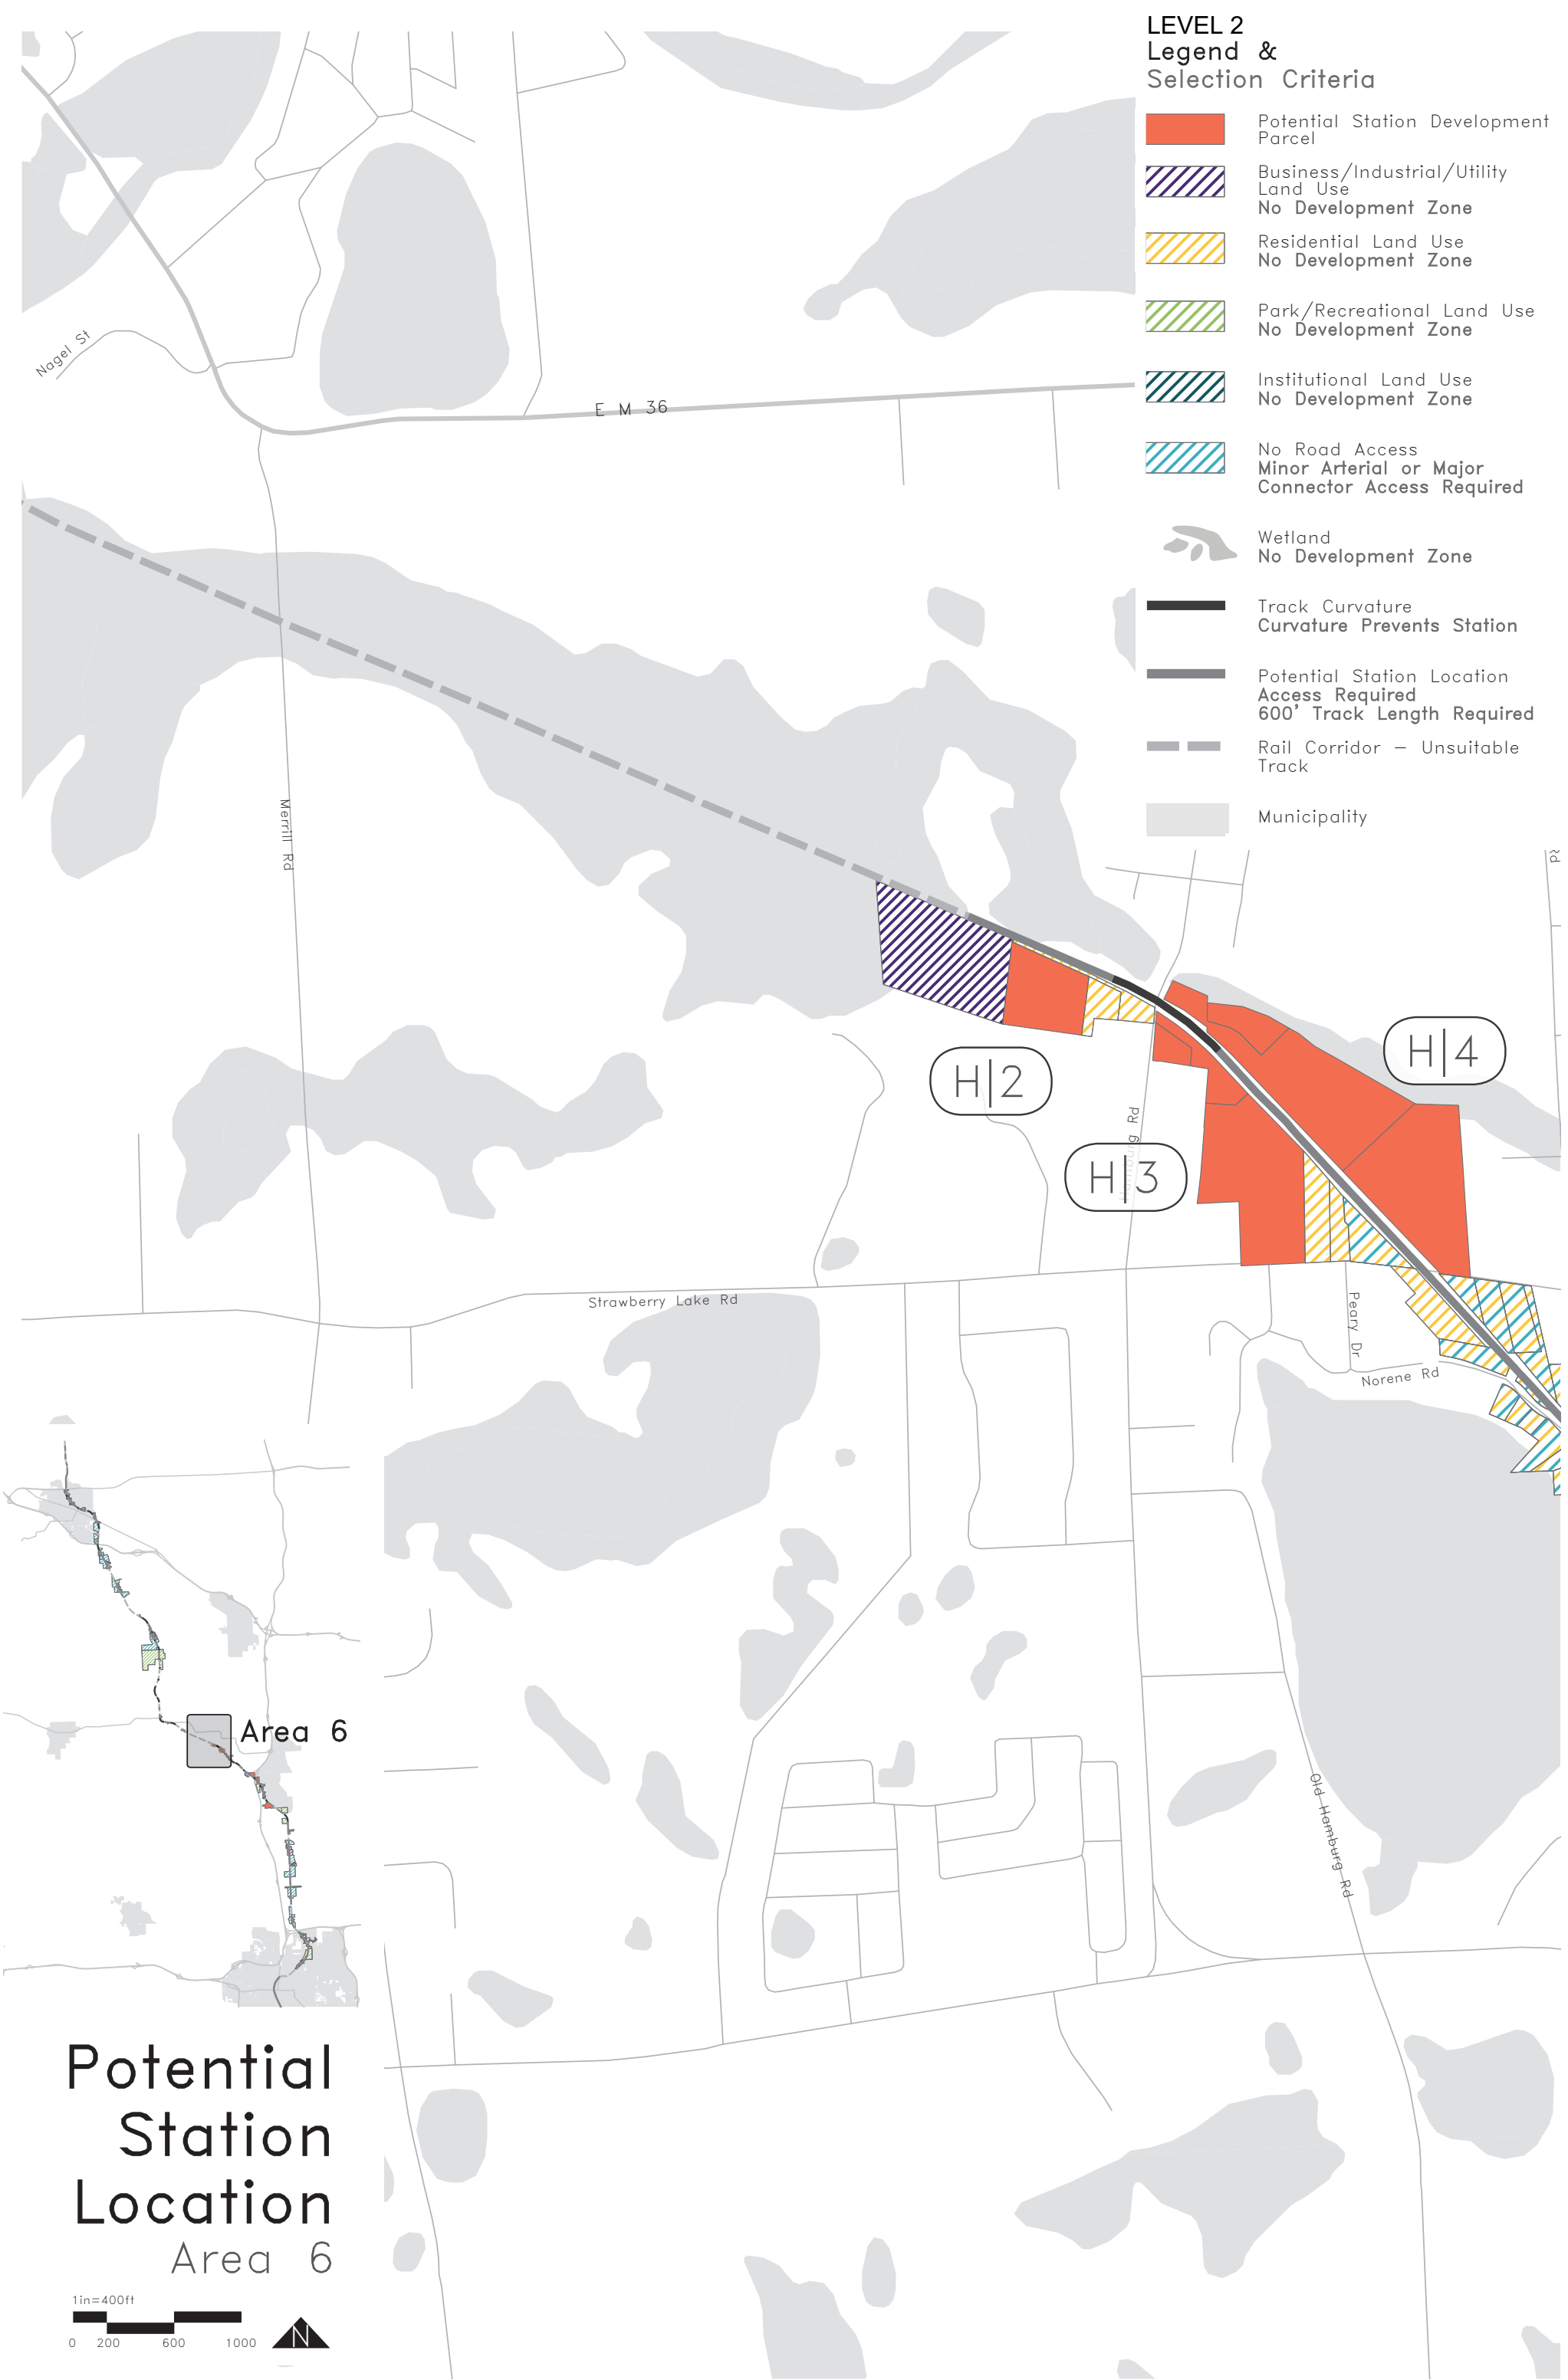 LEVEL 2
Legend &
Selection Criteria
Potential Station Development
Parcel
Business/Industrial/Utility
Land Use
No Development Zone
Residential Land Use
No Development Zone
Park/Recreational Land Use
No Development Zone
Institutional Land Use
No Development Zone
No Road Access
Minor Arterial or Major
Connector Access Required
Wetland
No Development Zone
Track Curvature
Curvature Prevents Station
Potential Station Location
Access Required
600' Track Length Required
Rail Corridor – Unsuitable
Track
Municipality
Nagel St
E M 36
Merrill Rd
Rd
H|2
H|4
H|3
Rd
Strawberry Lake Rd
Peary Dr
Norene Rd
Old Hamburg Rd
Area 6
Potential
Station
Location
Area 6
1in=400ft
0 200 600 1000
N